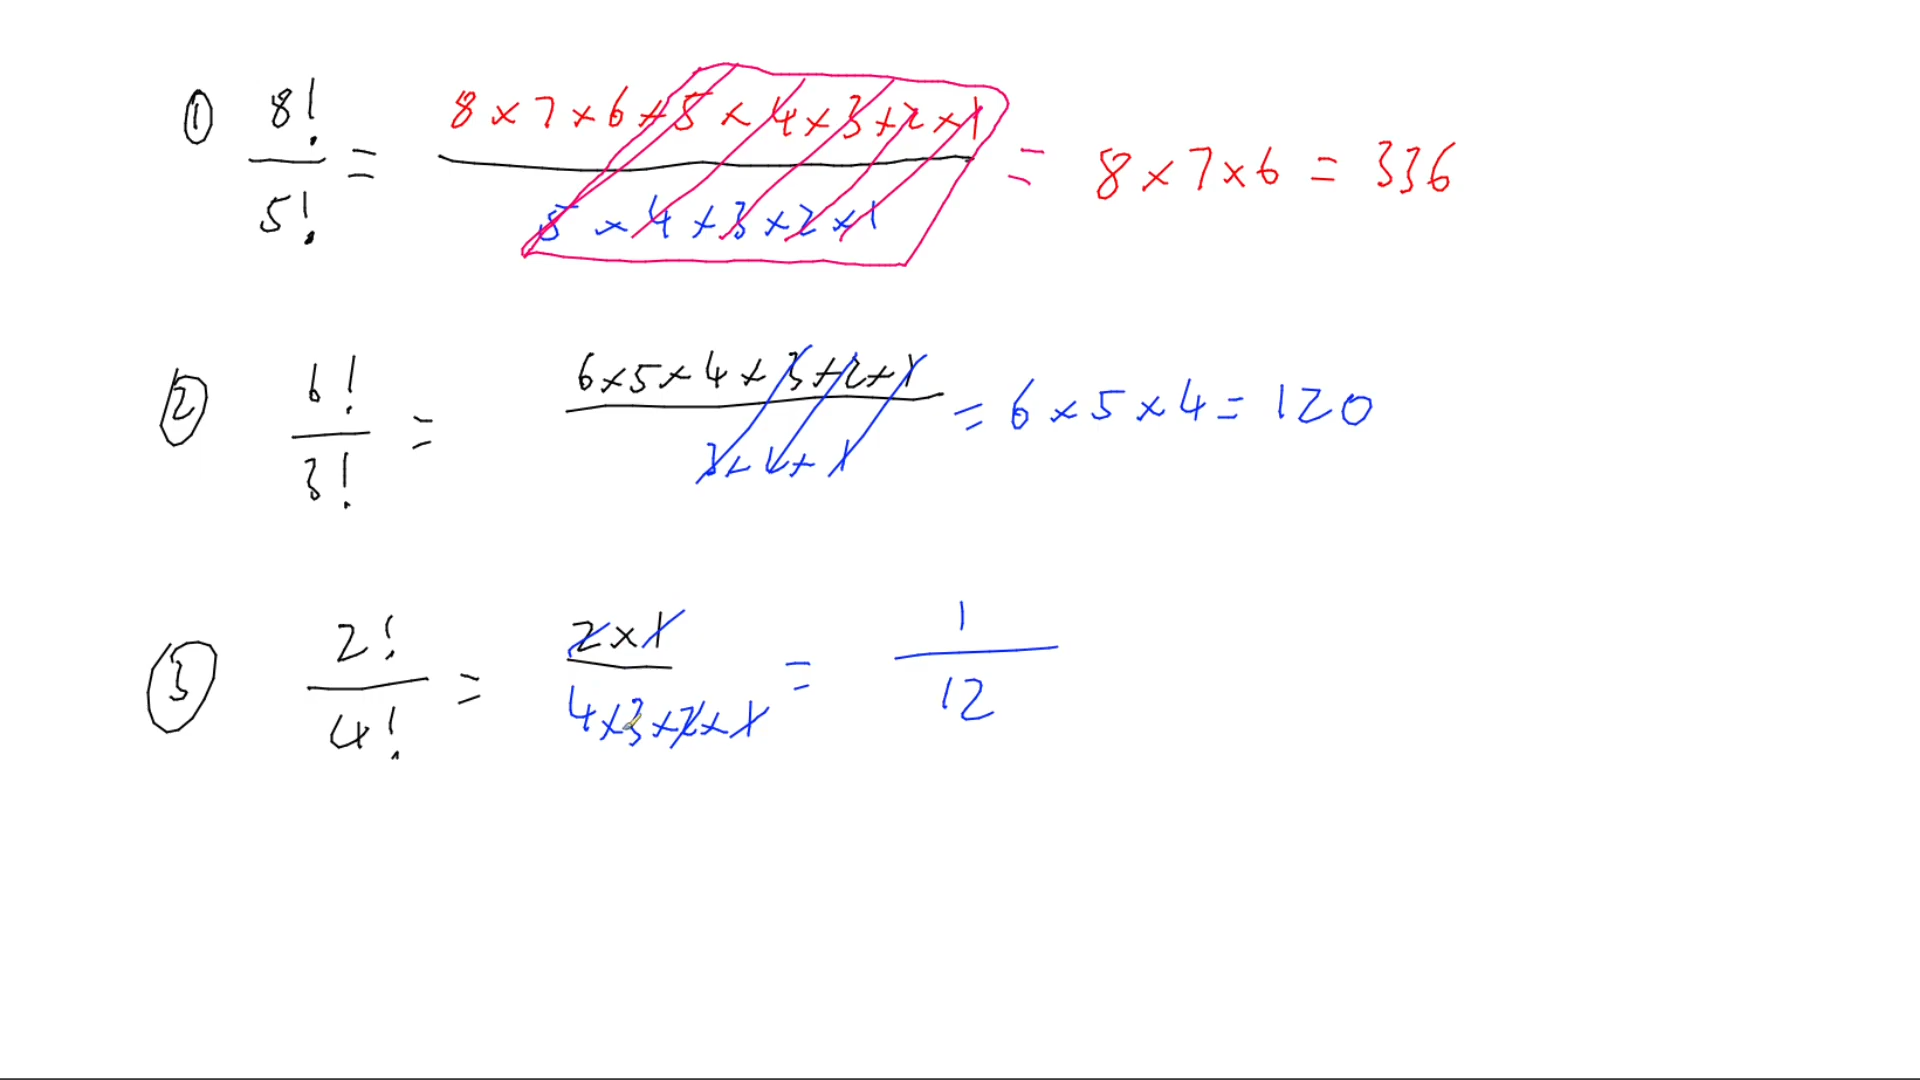 ① 8!/5! = (8 × 7 × 6 × 5 × 4 × 3 × 2 × 1)/(5 × 4 × 3 × 2 × 1) = 8 × 7 × 6 = 336
② 6!/3! = (6 × 5 × 4 × 3 × 2 × 1)/(3 × 2 × 1) = 6 × 5 × 4 = 120
③ 2!/4! = (2 × 1)/(4 × 3 × 2 × 1) = 1/12